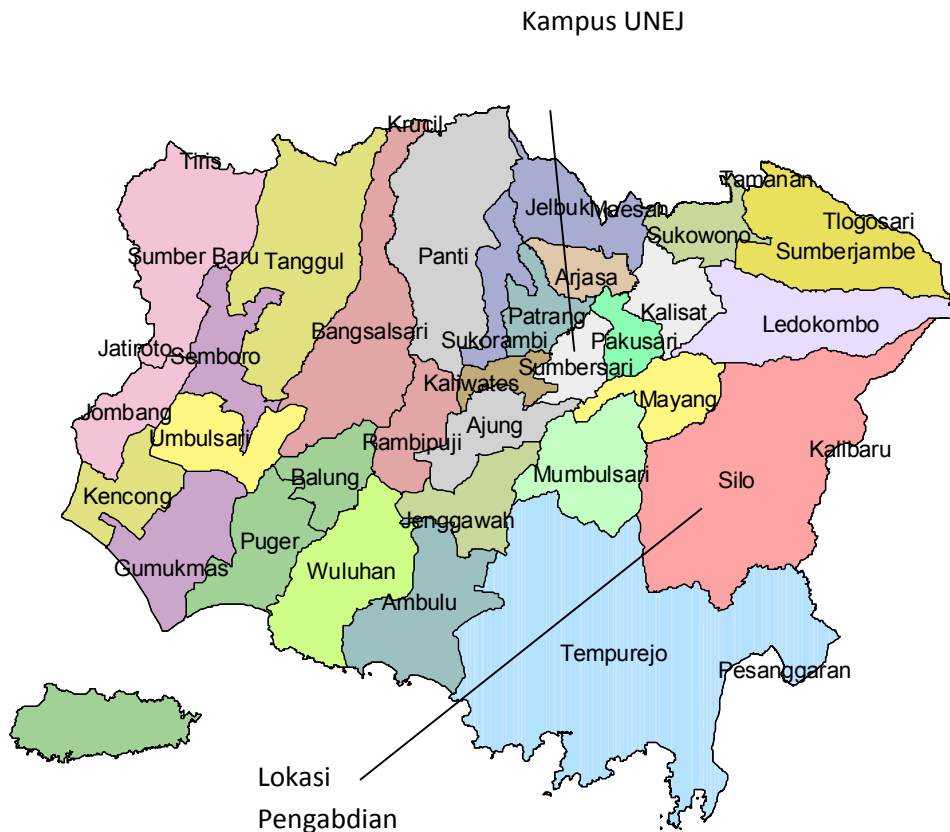 Kampus UNEJ
Krucil
Tiris
Tamanan
Jelbuk
Maesan
Tlogosari
Sukowono
Sumber Baru
Tanggul
Panti
Sumberjambe
Arjasa
Patrang
Kalisat
Bangsalsari
Ledokombo
Sukorambi
Pakusari
Jatiroto
Semboro
Sumbersari
Kaliwates
Mayang
Jombang
Umbulsari
Rambipuji
Ajung
Kalibaru
Balung
Mumbulsari
Silo
Kencong
Jenggawah
Puger
Gumukmas
Wuluhan
Ambulu
Tempurejo
Pesanggaran
Lokasi
Pengabdian